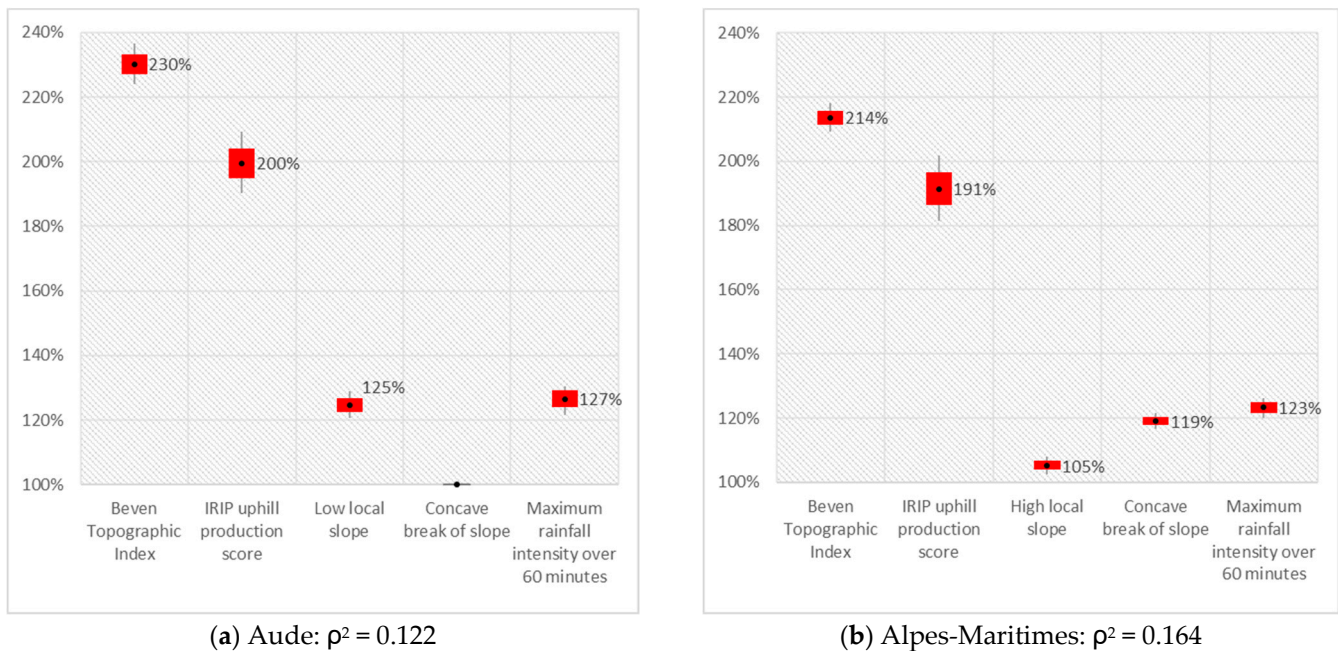 240%
220%
200%
180%
160%
140%
120%
100%
230%
200%
125%
127%
Beven
Topographic
Index
IRIP uphill
production
score
Low local
slope
Concave
break of slope
Maximum
rainfall
intensity over
60 minutes
(a) Aude: ρ² = 0.122
240%
220%
200%
180%
160%
140%
120%
100%
214%
191%
105%
119%
123%
Beven
Topographic
Index
IRIP uphill
production
score
High local
slope
Concave
break of slope
Maximum
rainfall
intensity over
60 minutes
(b) Alpes-Maritimes: ρ² = 0.164